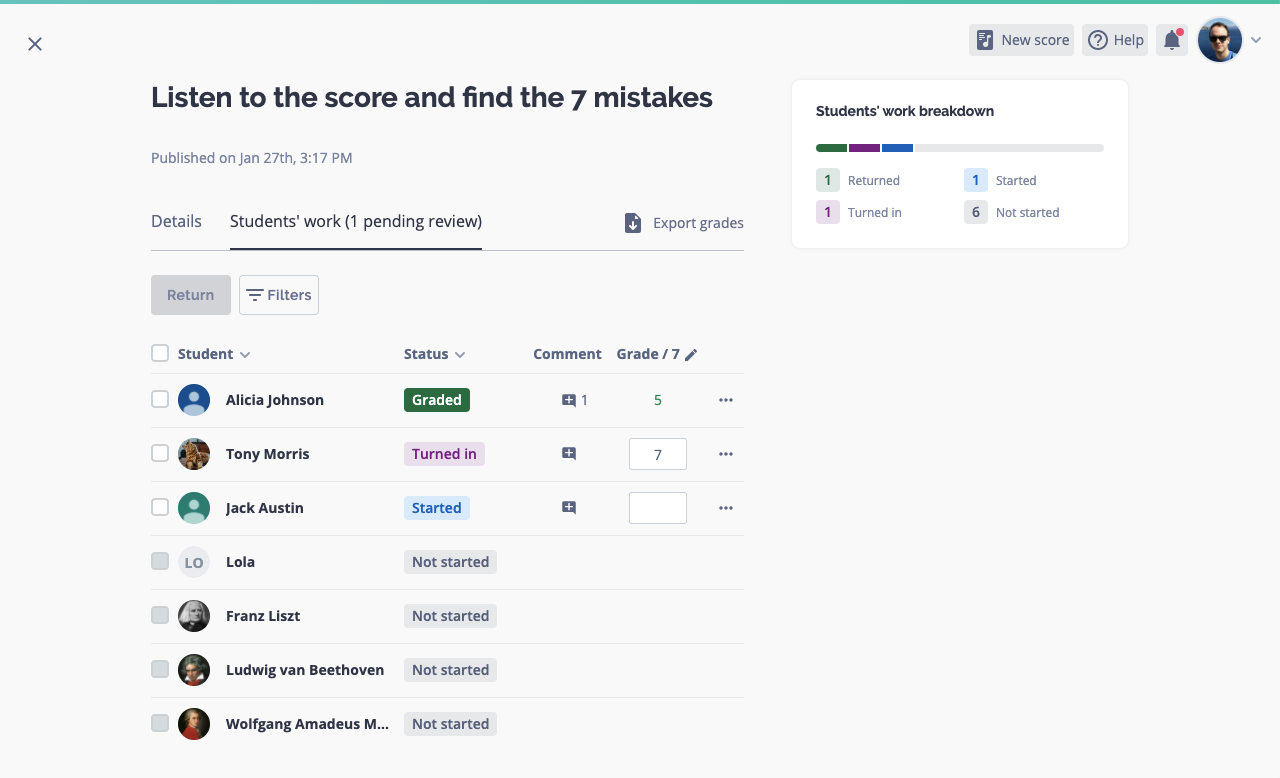 New score
Help
Listen to the score and find the 7 mistakes
Published on Jan 27th, 3:17 PM
Details
Students' work (1 pending review)
Export grades
Students' work breakdown
1 Returned
1 Started
1 Turned in
6 Not started
Return
Filters
Student Status Comment Grade / 7
Alicia Johnson Graded 1 5
Tony Morris Turned in 7
Jack Austin Started
LO Lola Not started
Franz Liszt Not started
Ludwig van Beethoven Not started
Wolfgang Amadeus M... Not started